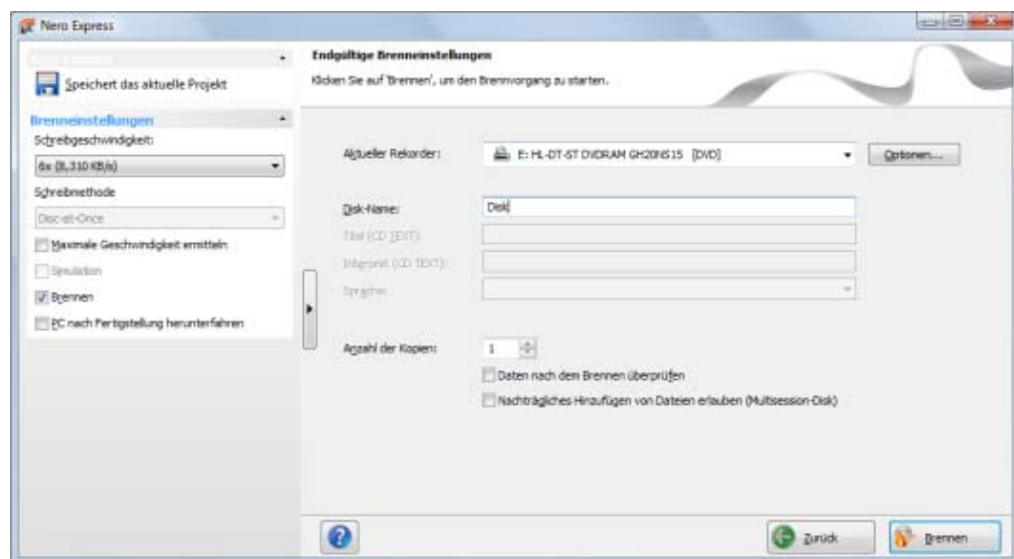 Nero Express
Speichert das aktuelle Projekt
Brenneinstellungen
Schreibgeschwindigkeit:
6x (8,310 KB/s)
Schreibmethode
Disc-at-Once
Maximale Geschwindigkeit ermitteln
Simulation
Brennen
PC nach Fertigstellung herunterfahren
Endgültige Brenneinstellungen
Klicken Sie auf 'Brennen', um den Brennvorgang zu starten.
Aktueller Rekorder: E: HL-DT-ST DVDRAM GH20NS15 [DVD] Optionen...
Disk-Name: Disk
Titel (CD TEXT):
Interpret (CD TEXT):
Sprache:
Anzahl der Kopien: 1
Daten nach dem Brennen überprüfen
Nachträgliches Hinzufügen von Dateien erlauben (Multisession-Disk)
Zurück Brennen